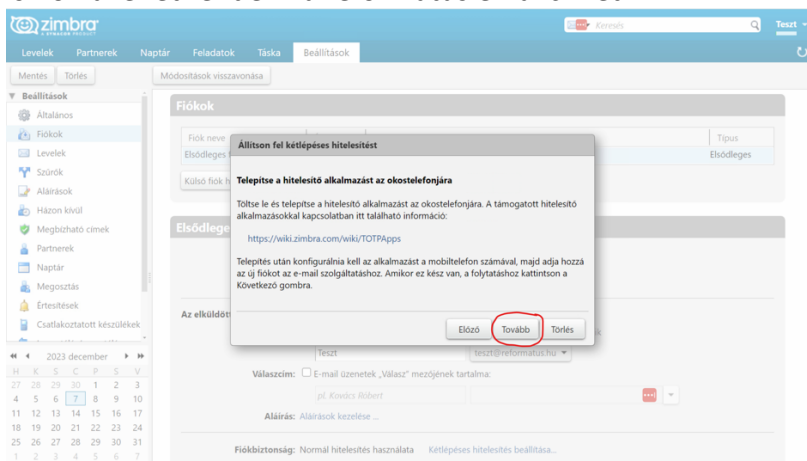 zimbra
A SYNACOR PRODUCT
Keresés
Teszt
Levelek Partnerek Naptár Feladatok Táska Beállítások
Mentés Törlés Módosítások visszavonása
Beállítások
Általános
Fiókok
Levelek
Szűrők
Aláírások
Házon kívül
Megbízható címek
Partnerek
Naptár
Megosztás
Értesítések
Csatlakoztatott készülékek
2023 december
H K S C P S V
27 28 29 30 1 2 3
4 5 6 7 8 9 10
11 12 13 14 15 16 17
18 19 20 21 22 23 24
25 26 27 28 29 30 31
1 2 3 4 5 6 7
Fiókok
Fiók neve Típus
Elsődleges Elsődleges
Külső fiók h
Állítson fel kétlépéses hitelesítést
Telepítse a hitelesítő alkalmazást az okostelefonjára
Töltse le és telepítse a hitelesítő alkalmazást az okostelefonjára. A támogatott hitelesítő
alkalmazásokkal kapcsolatban itt található információ:
https://wiki.zimbra.com/wiki/TOTPApps
Telepítés után konfigurálnia kell az alkalmazást a mobiltelefon számával, majd adja hozzá
az új fiókot az e-mail szolgáltatáshoz. Amikor ez kész van, a folytatáshoz kattintson a
Következő gombra.
Előző Tovább Törlés
Elsődlege
Az elküldött
Teszt teszt@reformatus.hu
Válaszcím: E-mail üzenetek „Válasz" mezőjének tartalma:
pl. Kovács Róbert
Aláírás: Aláírások kezelése ...
Fiókbiztonság: Normál hitelesítés használata Kétlépéses hitelesítés beállítása...